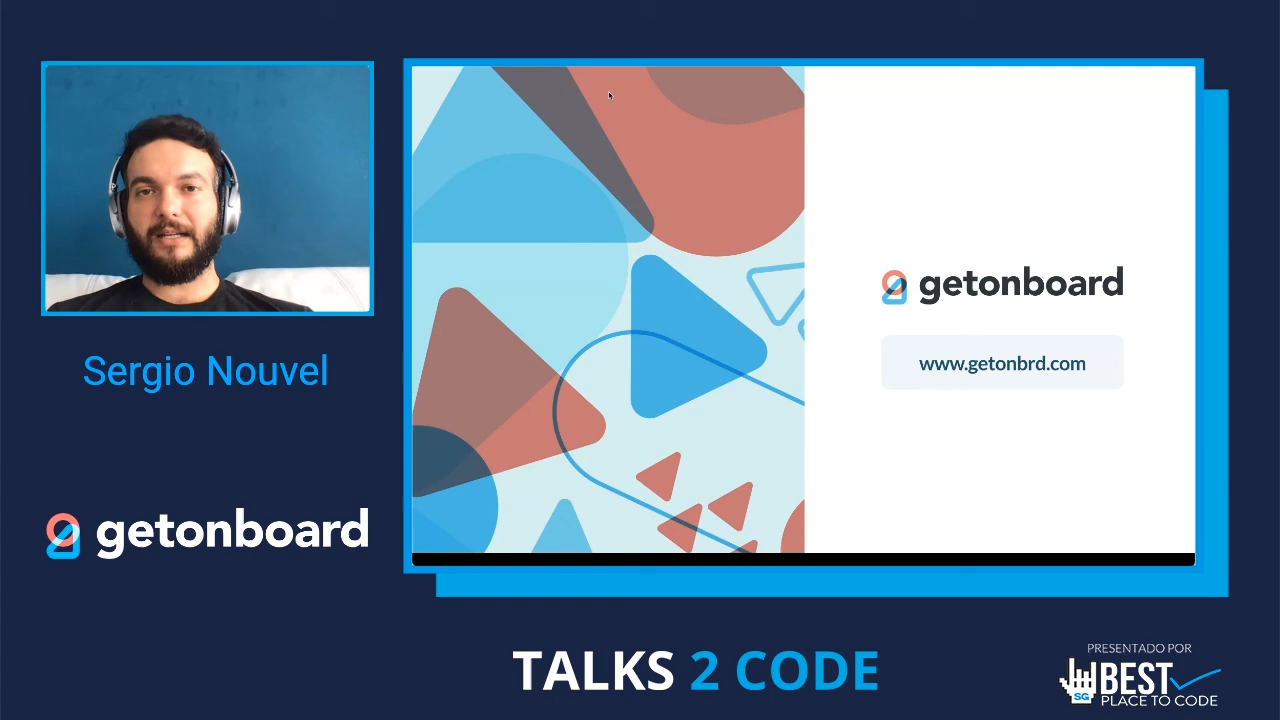 Sergio Nouvel
getonboard
getonboard
www.getonbrd.com
TALKS 2 CODE
PRESENTADO POR
SG
BEST
PLACE TO CODE